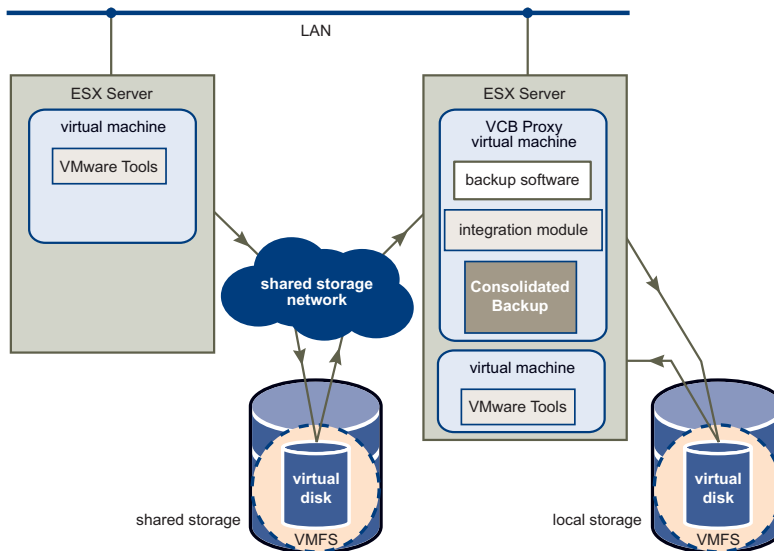 LAN
ESX Server
virtual machine
VMware Tools
ESX Server
VCB Proxy
virtual machine
backup software
integration module
Consolidated
Backup
shared storage
network
virtual machine
VMware Tools
virtual
disk
shared storage
VMFS
virtual
disk
local storage
VMFS